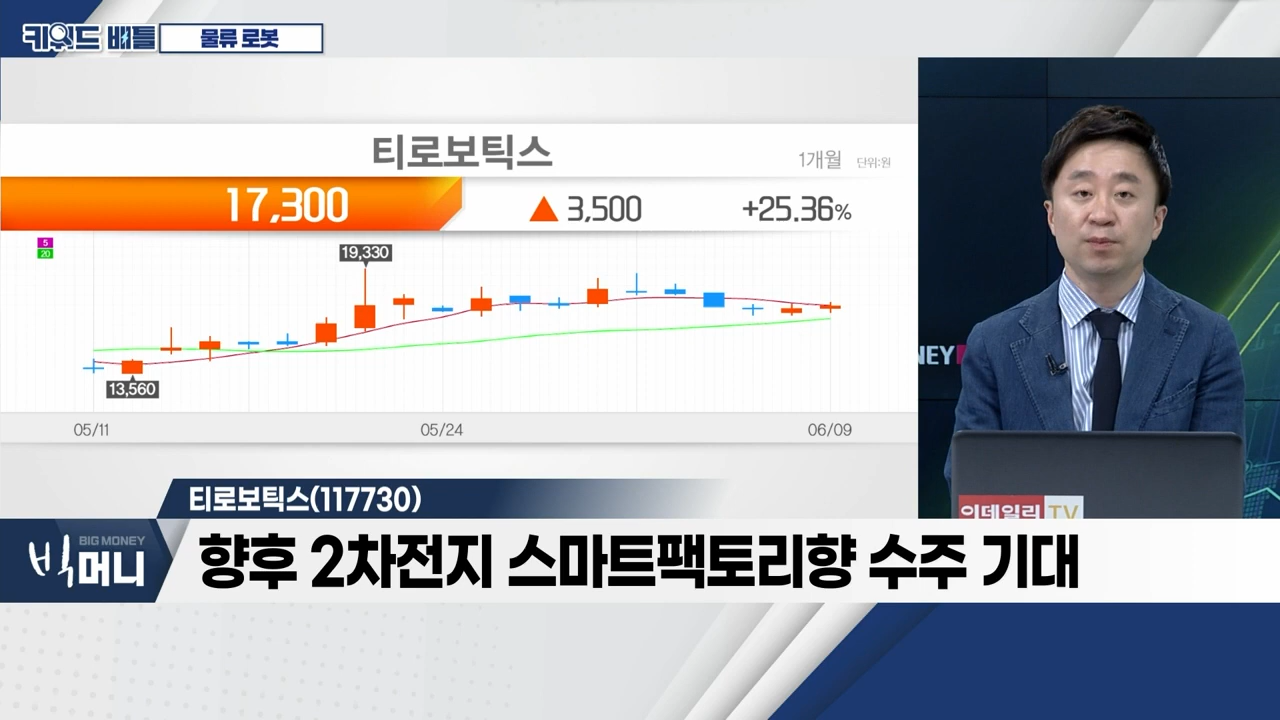 키워드 배틀
물류 로봇
티로보틱스
1개월 단위:원
17,300 ▲ 3,500 +25.36%
5
20
19,330
13,560
05/11 05/24 06/09
NEY
이데일리TV
티로보틱스(117730)
BIG MONEY
빅머니
향후 2차전지 스마트팩토리향 수주 기대